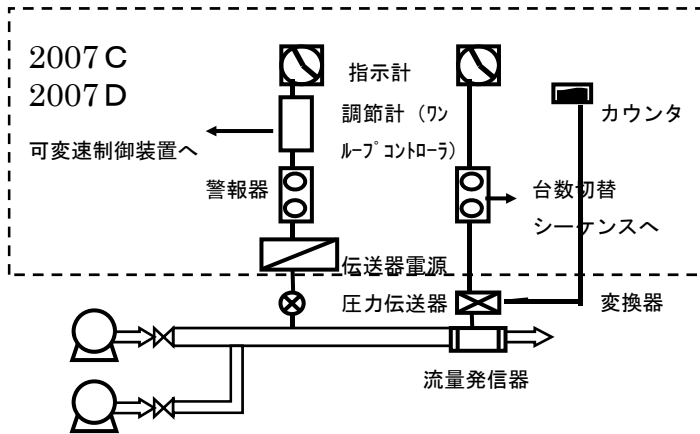 2007C
2007D
指示計
調節計（ﾜﾝ
ﾙｰﾌﾟｺﾝﾄﾛｰﾗ）
カウンタ
可変速制御装置へ
警報器
台数切替
シーケンスへ
伝送器電源
圧力伝送器
変換器
流量発信器